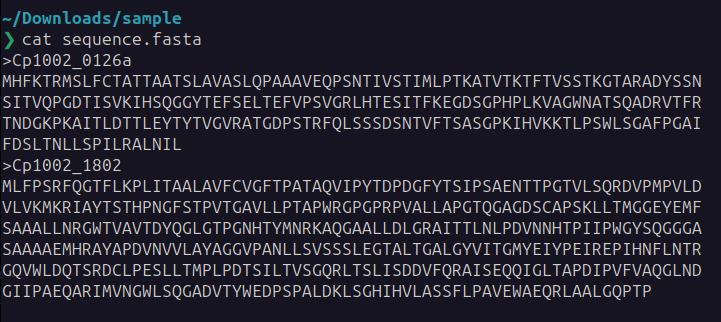 ~/Downloads/sample
❯ cat sequence.fasta
>Cp1002_0126a
MHFKTRMSLFCTATTAATSLAVASLQPAAAVEQPSNTIVSTIMLPTKATVTKTFTVSSTKGTARADYSSN
SITVQPGDTISVKIHSQGGYTEFSELTEFVPSVGRLHTESITFKEGDSGPHPLKVAGWNATSQADRVTFR
TNDGKPKAITLDTTLEYTYTVGVRATGDPSTRFQLSSSDSNTVFTSASGPKIHVKKTLPSWLSGAFPGAI
FDSLTNLLSPILRALNIL
>Cp1002_1802
MLFPSRFQGTFLKPLITAALAVFCVGFTPATAQVIPYTDPDGFYTSIPSAENTTPGTVLSQRDVPMPVLD
VLVKMKRIAYTSTHPNGFSTPVTGAVLLPTAPWRGPGPRPVALLAPGTQGAGDSCAPSKLLTMGGEYEMF
SAAALLNRGWTVAVTDYQGLGTPGNHTYMNRKAQGAALLDLGRAITTLNLPDVNNHTPIIPWGYSQGGGA
SAAAAEMHRAYAPDVNVVLAYAGGVPANLLSVSSSLEGTALTGALGYVITGMYEIYPEIREPIHNFLNTR
GQVWLDQTSRDCLPESLLTMPLPDTSILTVSGQRLTSLISDDVFQRAISEQQIGLTAPDIPVFVAQGLND
GIIPAEQARIMVNGWLSQGADVTYWEDPSPALDKLSGHIHVLASSFLPAVEWAEQRLAALGQPTP